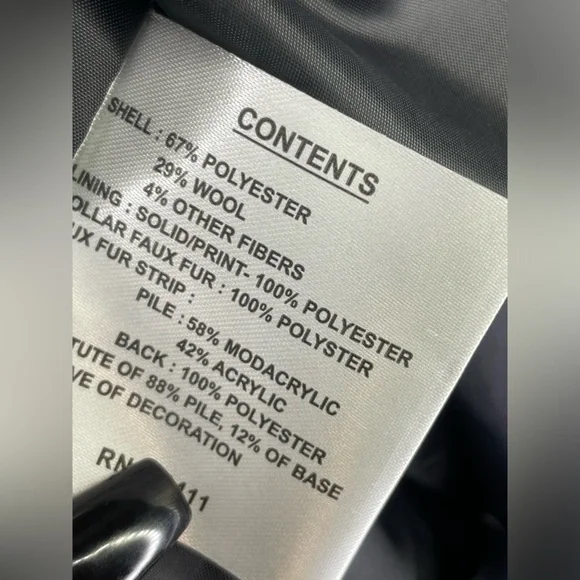 CONTENTS
SHELL : 67% POLYESTER
29% WOOL
4% OTHER FIBERS
LINING : SOLID/PRINT- 100% POLYESTER
OLLAR FAUX FUR : 100% POLYSTER
UX FUR STRIP :
PILE : 58% MODACRYLIC
42% ACRYLIC
BACK : 100% POLYESTER
TUTE OF 88% PILE, 12% OF BASE
VE OF DECORATION
RN 411